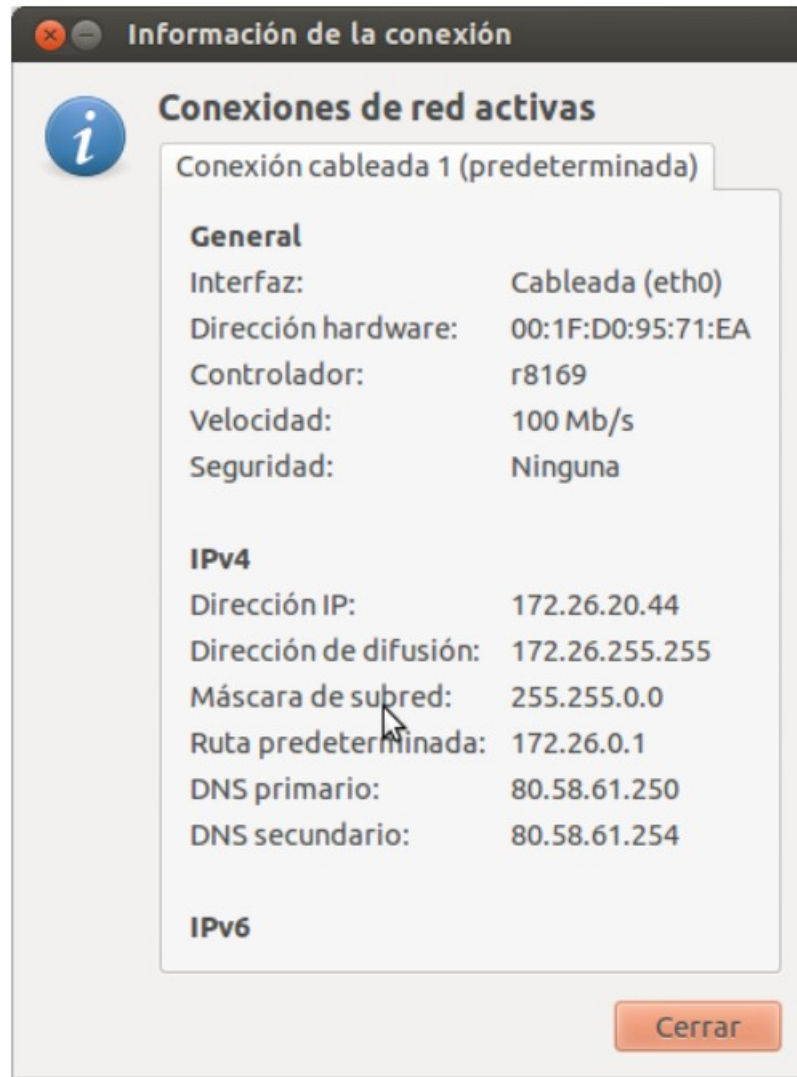 Información de la conexión
Conexiones de red activas
Conexión cableada 1 (predeterminada)
General
Interfaz: Cableada (eth0)
Dirección hardware: 00:1F:D0:95:71:EA
Controlador: r8169
Velocidad: 100 Mb/s
Seguridad: Ninguna
IPv4
Dirección IP: 172.26.20.44
Dirección de difusión: 172.26.255.255
Máscara de subred: 255.255.0.0
Ruta predeterminada: 172.26.0.1
DNS primario: 80.58.61.250
DNS secundario: 80.58.61.254
IPv6
Cerrar